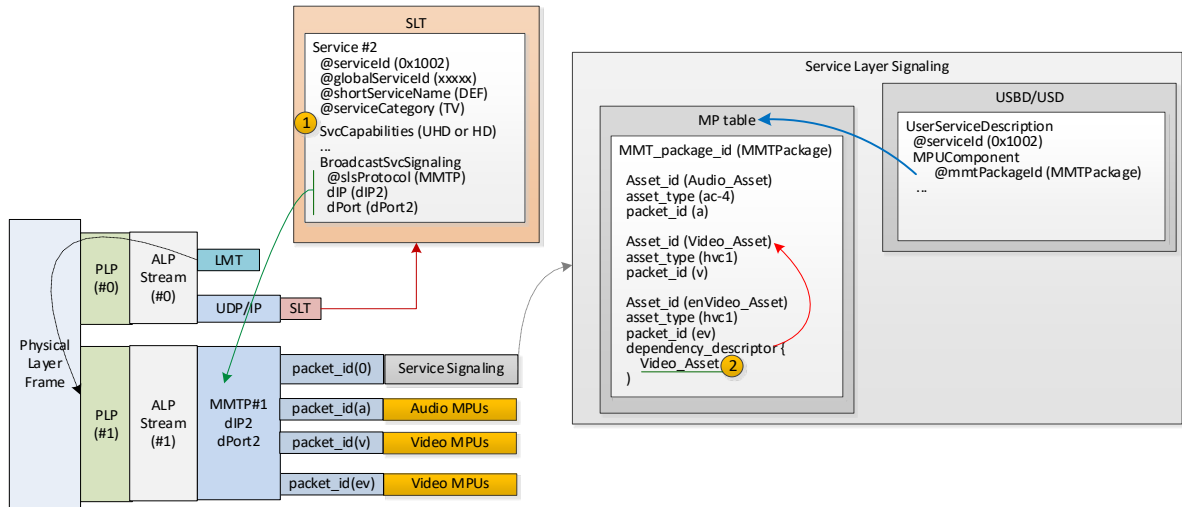 SLT
Service #2
@serviceId (0x1002)
@globalServiceId (xxxxx)
@shortServiceName (DEF)
@serviceCategory (TV)
1
SvcCapabilities (UHD or HD)
...
BroadcastSvcSignaling
@slsProtocol (MMTP)
dIP (dIP2)
dPort (dPort2)
Service Layer Signaling
MP table
MMT_package_id (MMTPackage)
Asset_id (Audio_Asset)
asset_type (ac-4)
packet_id (a)
Asset_id (Video_Asset)
asset_type (hvc1)
packet_id (v)
Asset_id (enVideo_Asset)
asset_type (hvc1)
packet_id (ev)
dependency_descriptor {
Video_Asset
2
)
USBD/USD
UserServiceDescription
@serviceId (0x1002)
MPUComponent
@mmtPackageId (MMTPackage)
...
Physical
Layer
Frame
PLP
(#0)
ALP
Stream
(#0)
LMT
UDP/IP
SLT
PLP
(#1)
ALP
Stream
(#1)
MMTP#1
dIP2
dPort2
packet_id(0)
Service Signaling
packet_id(a)
Audio MPUs
packet_id(v)
Video MPUs
packet_id(ev)
Video MPUs